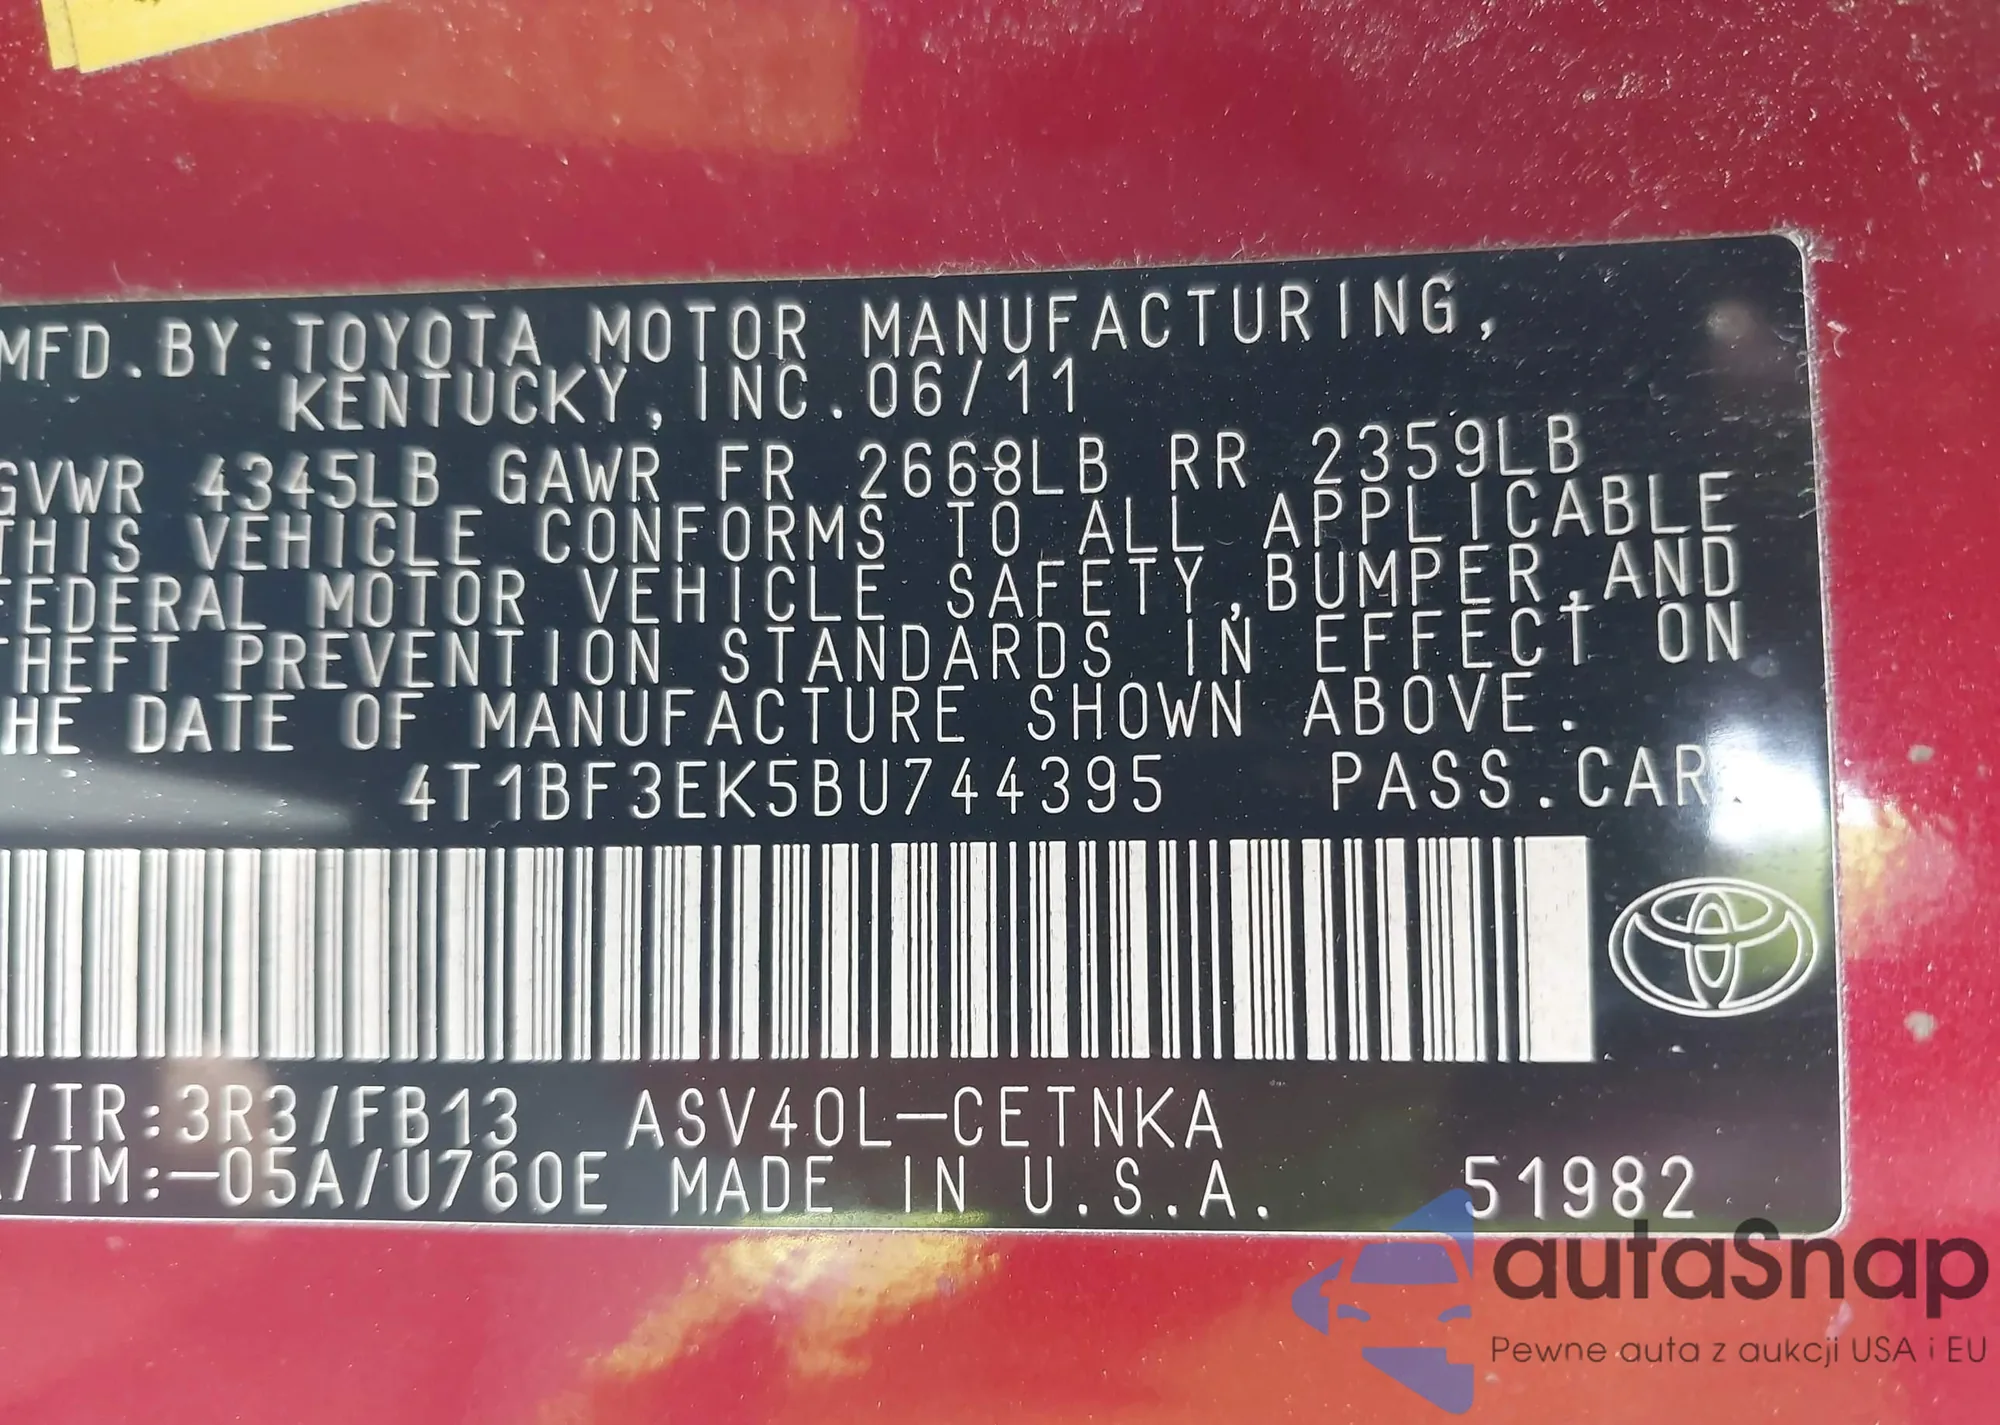 MFD.BY:TOYOTA MOTOR MANUFACTURING,
KENTUCKY, INC.06/11
GVWR 4345LB GAWR FR 2668LB RR 2359LB
THIS VEHICLE CONFORMS TO ALL APPLICABLE
FEDERAL MOTOR VEHICLE SAFETY,BUMPER,AND
THEFT PREVENTION STANDARDS IN EFFECT ON
HE DATE OF MANUFACTURE SHOWN ABOVE.
4T1BF3EK5BU744395 PASS.CAR
/TR:3R3/FB13 ASV40L-CETNKA
/TM:-05A/U760E MADE IN U.S.A. 51982
autaSnap
Pewne auta z aukcji USA i EU